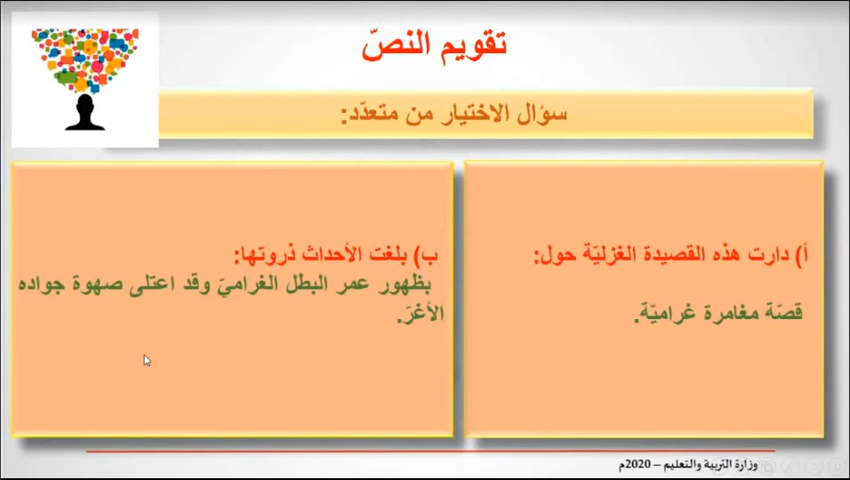 تقويم النصّ
سؤال الاختيار من متعدّد:
أ) دارت هذه القصيدة الغزليّة حول:
قصّة مغامرة غراميّة.
ب) بلغت الأحداث ذروتها:
بظهور عمر البطل الغراميّ وقد اعتلى صهوة جواده
الأغرّ.
وزارة التربية والتعليم – 2020م